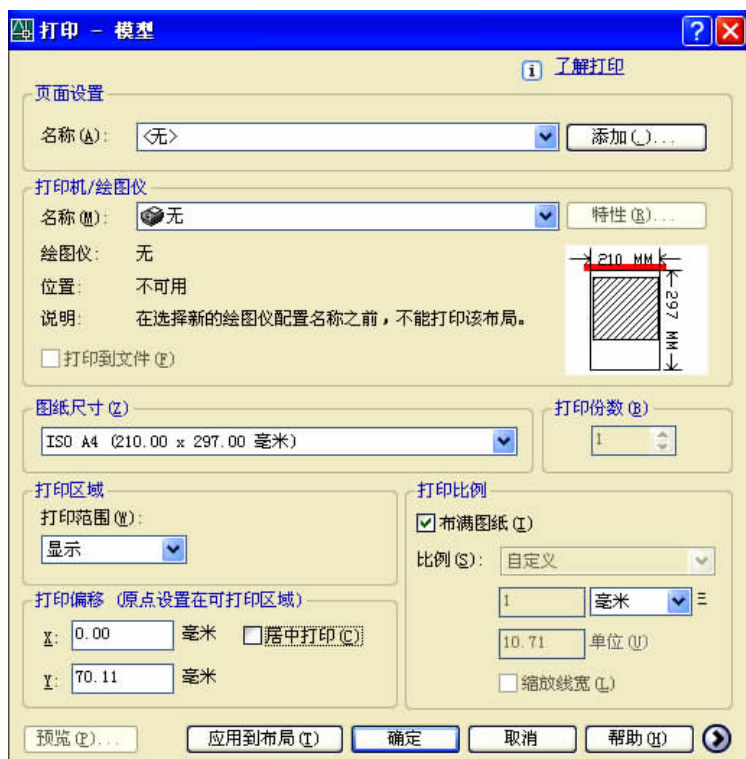 打印 - 模型
了解打印
页面设置
名称(A): <无> 添加(_)...
打印机/绘图仪
名称(M): 无 特性(R)...
绘图仪: 无
位置: 不可用
说明: 在选择新的绘图仪配置名称之前,不能打印该布局。
210 MM
297 MM
打印到文件(F)
图纸尺寸(Z)
ISO A4 (210.00 x 297.00 毫米)
打印份数(B)
1
打印区域
打印范围(W):
显示
打印比例
布满图纸(I)
比例(S): 自定义
1 毫米 =
10.71 单位(U)
缩放线宽(L)
打印偏移 (原点设置在可打印区域)
X: 0.00 毫米 居中打印(C)
Y: 70.11 毫米
预览(P)... 应用到布局(T) 确定 取消 帮助(H)